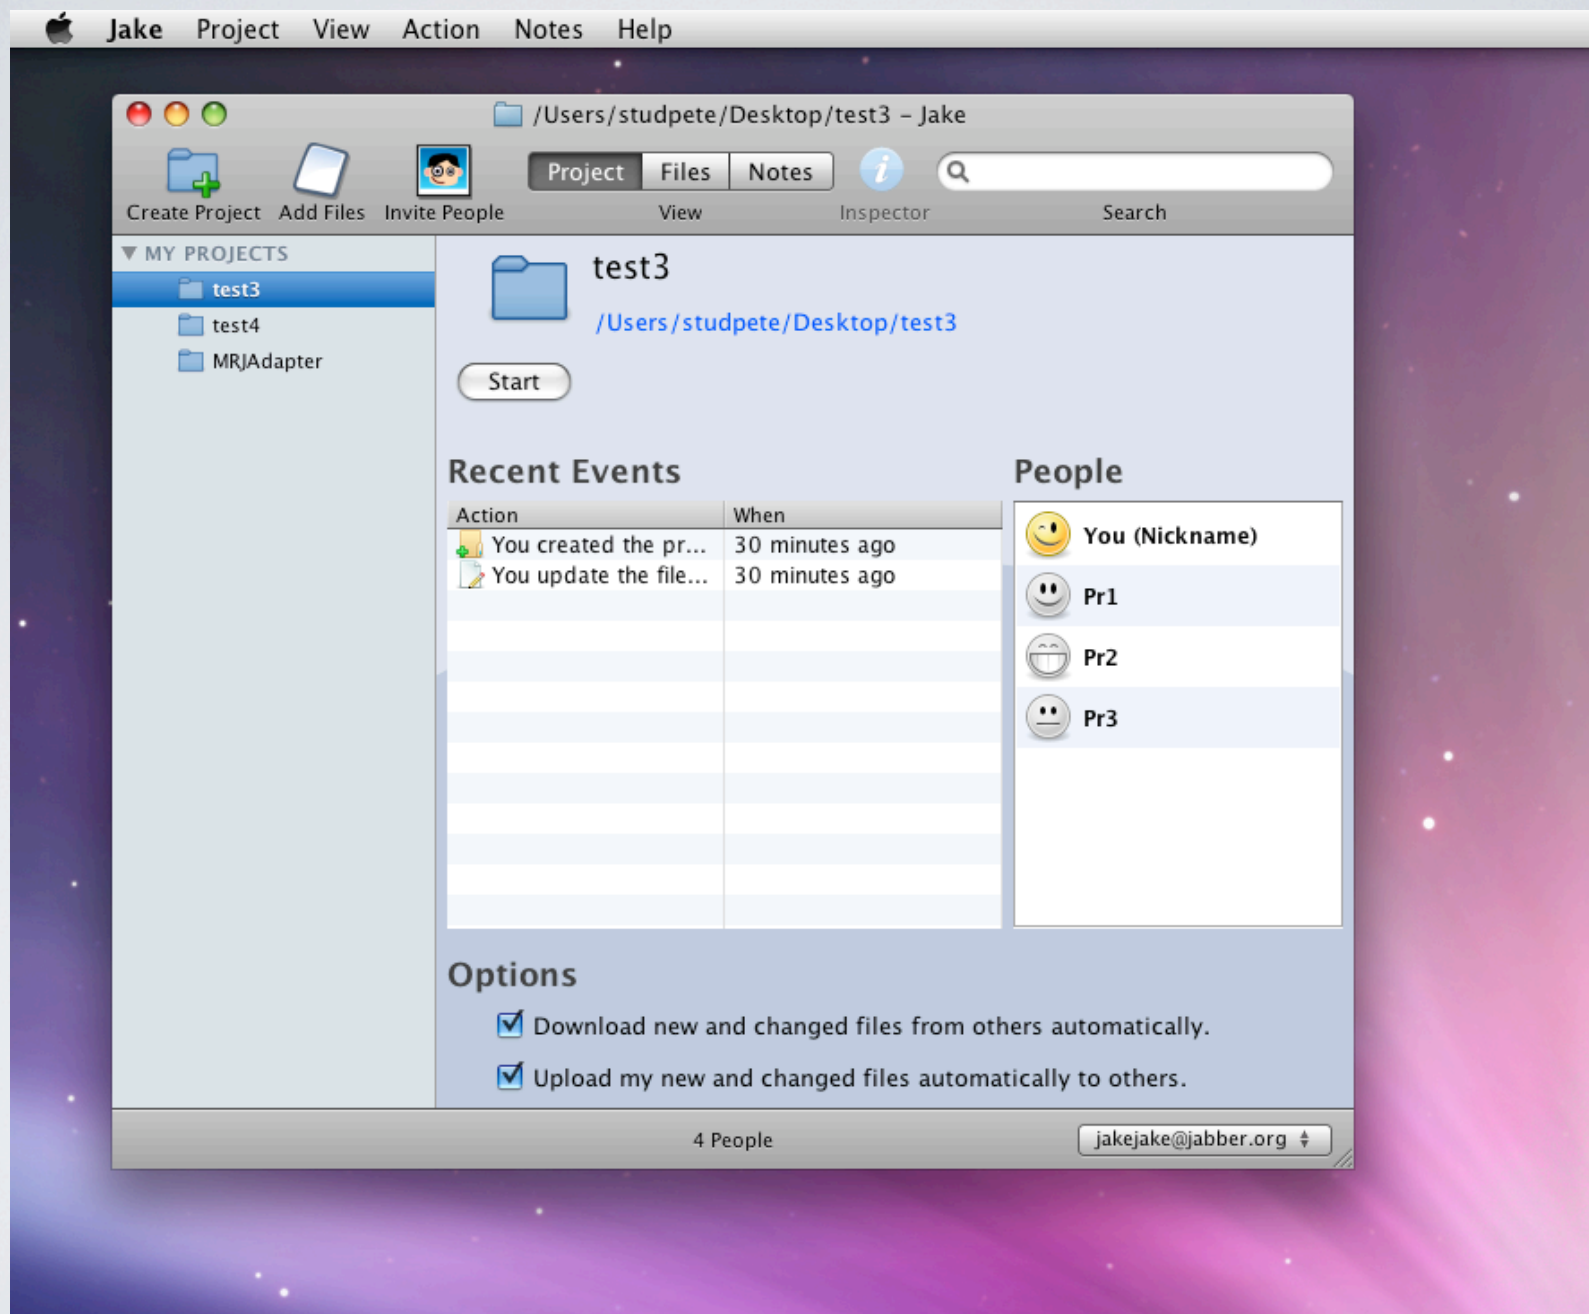 Jake Project View Action Notes Help
/Users/studpete/Desktop/test3 – Jake
Project Files Notes
Create Project Add Files Invite People View Inspector Search
MY PROJECTS
test3
test4
MRJAdapter
test3
/Users/studpete/Desktop/test3
Start
Recent Events
Action When
You created the pr... 30 minutes ago
You update the file... 30 minutes ago
People
You (Nickname)
Pr1
Pr2
Pr3
Options
Download new and changed files from others automatically.
Upload my new and changed files automatically to others.
4 People
jakejake@jabber.org